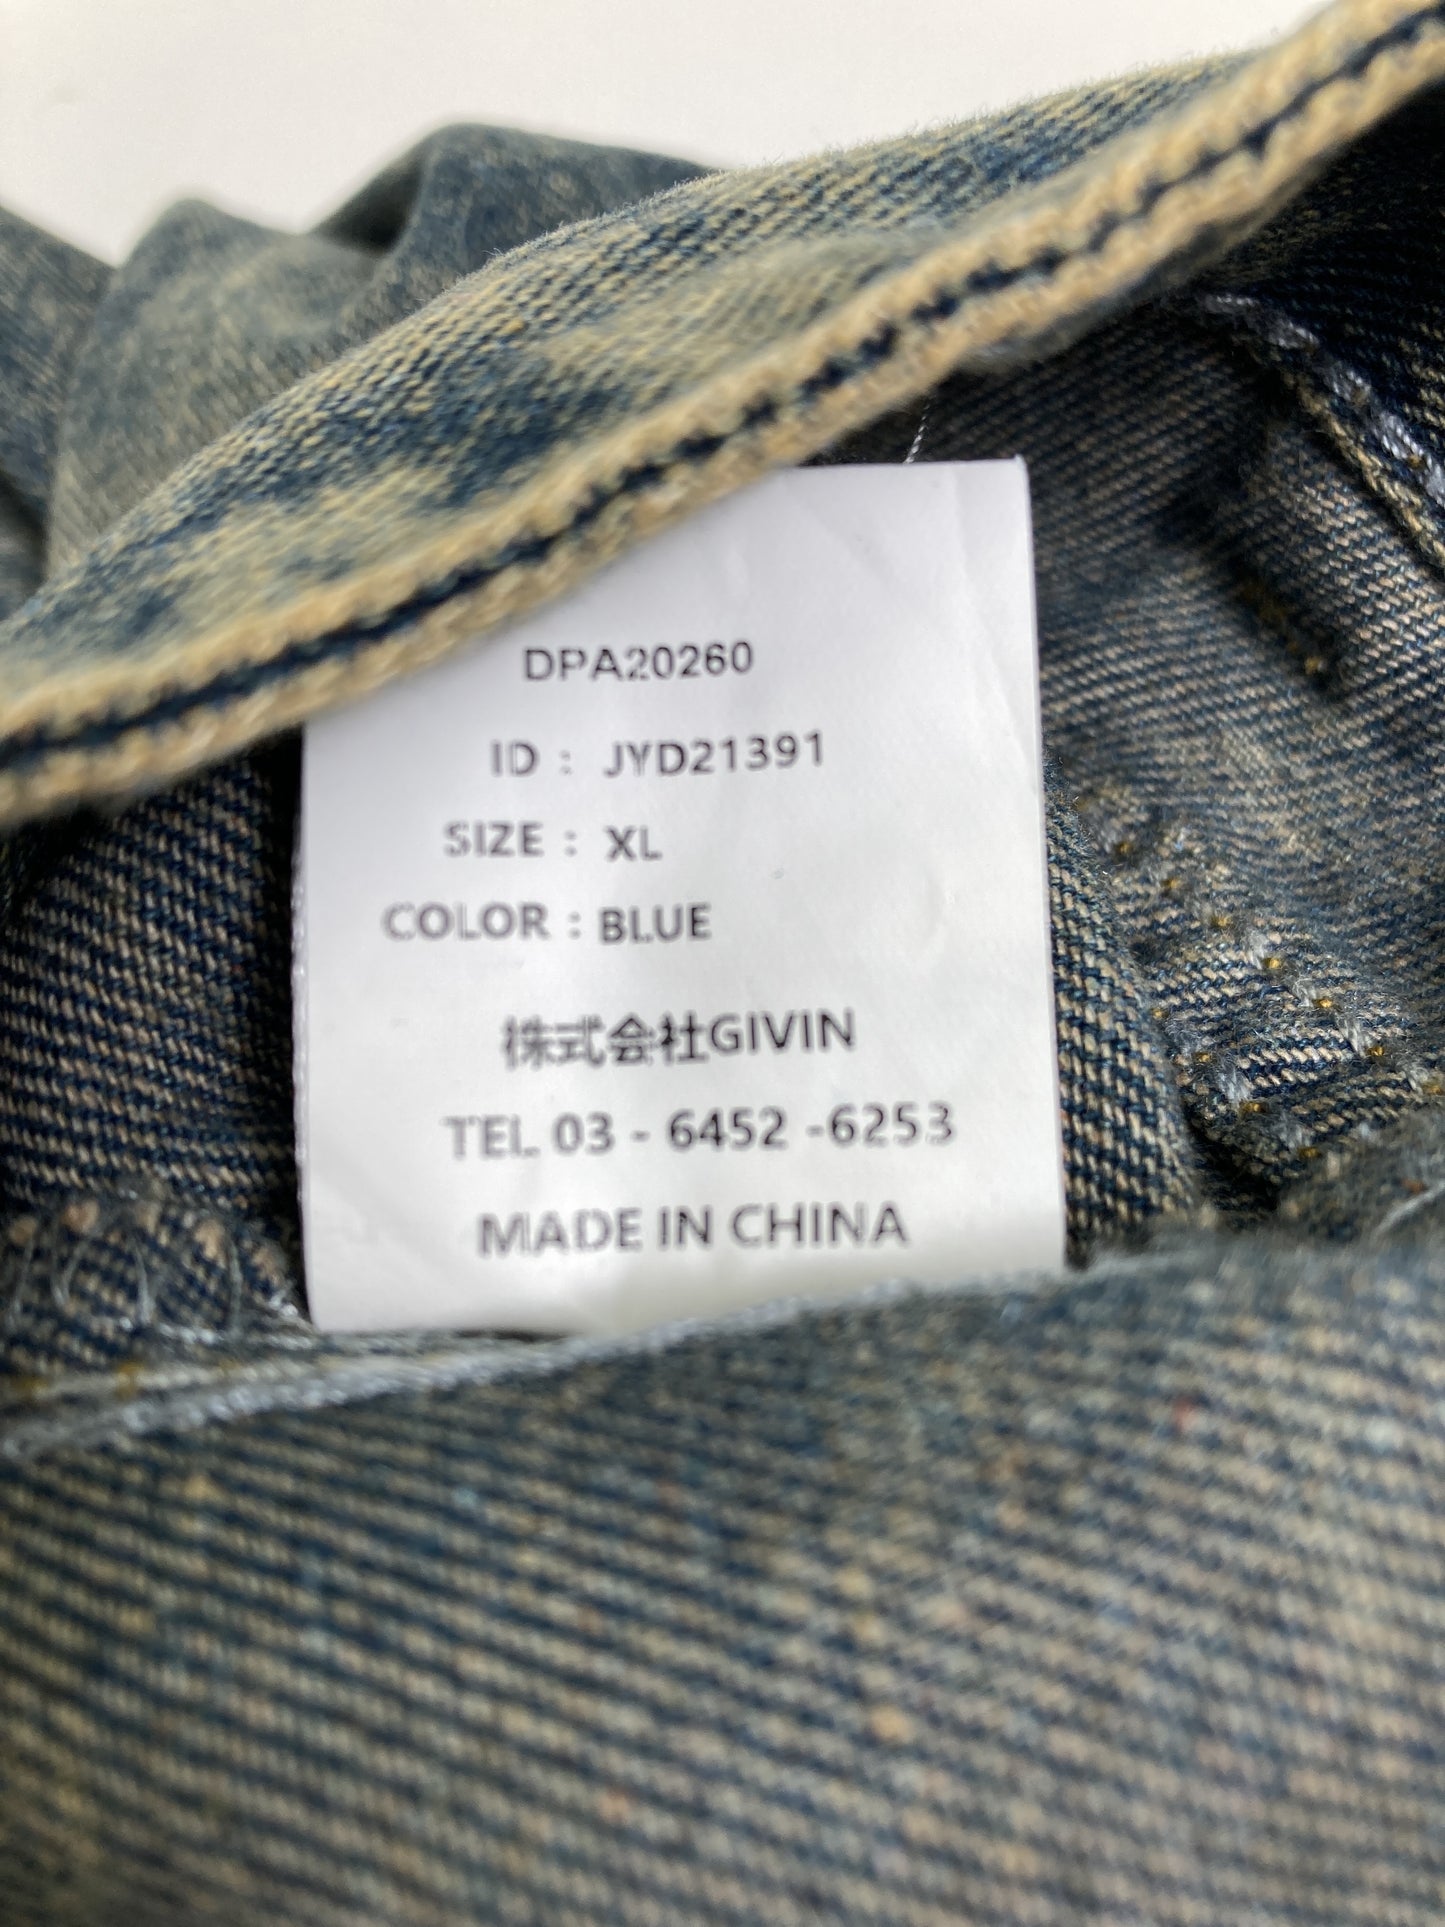 DPA20260
ID : JYD21391
SIZE : XL
COLOR : BLUE
株式会社GIVIN
TEL 03 - 6452 -6253
MADE IN CHINA